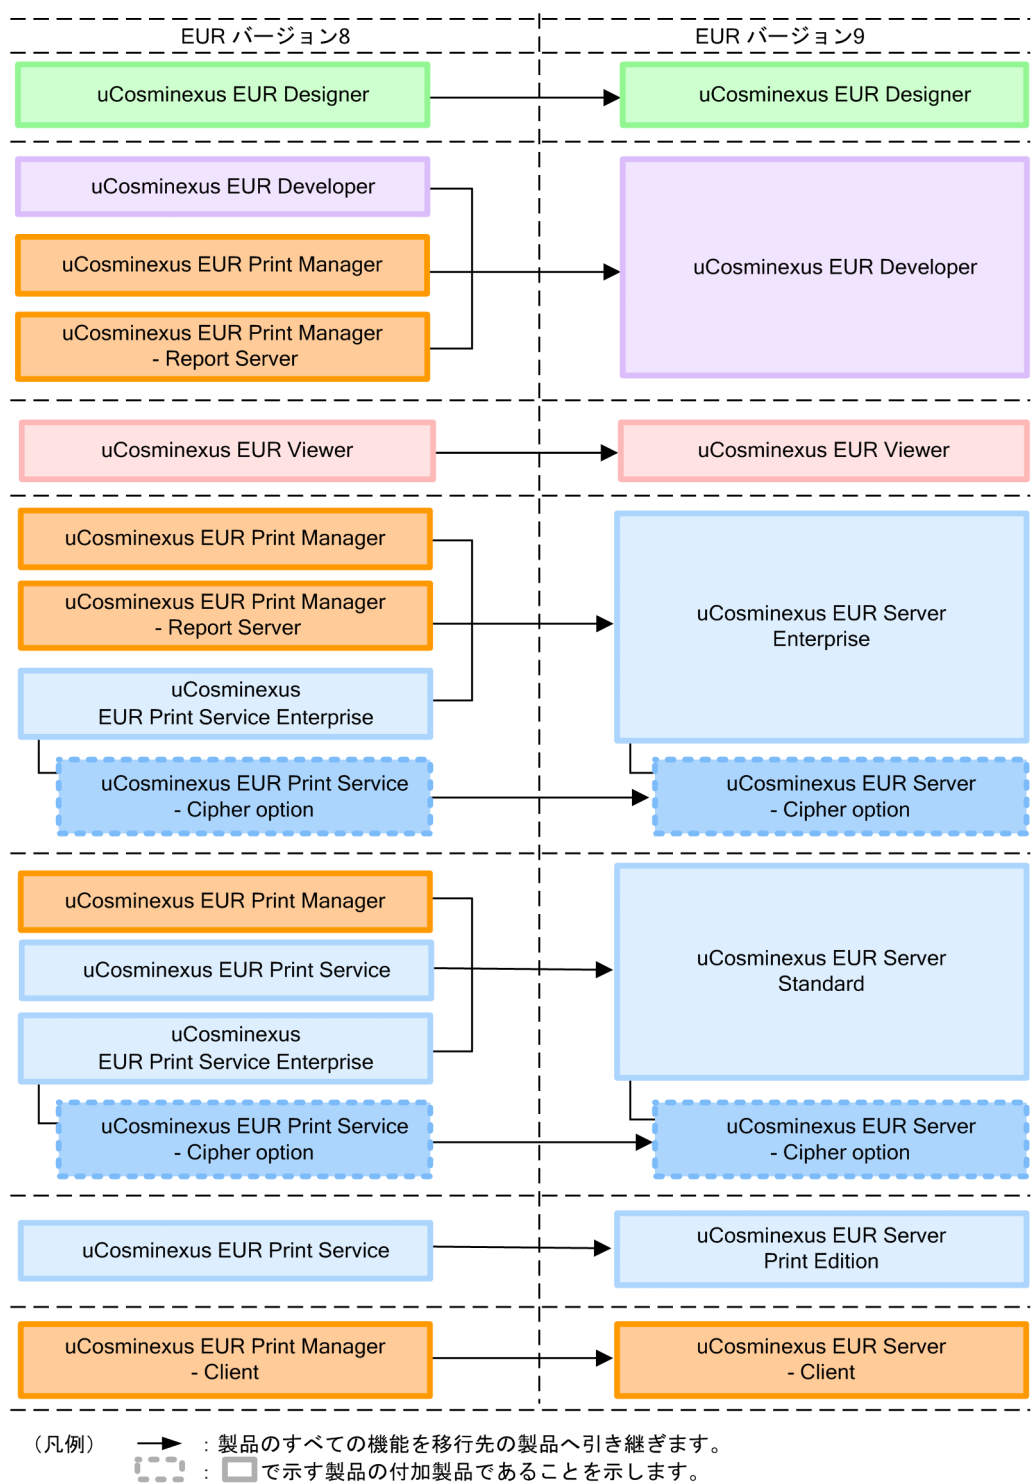 EUR バージョン8
EUR バージョン9
uCosminexus EUR Designer
uCosminexus EUR Designer
uCosminexus EUR Developer
uCosminexus EUR Print Manager
uCosminexus EUR Print Manager
- Report Server
uCosminexus EUR Developer
uCosminexus EUR Viewer
uCosminexus EUR Viewer
uCosminexus EUR Print Manager
uCosminexus EUR Print Manager
- Report Server
uCosminexus
EUR Print Service Enterprise
uCosminexus EUR Print Service
- Cipher option
uCosminexus EUR Server
Enterprise
uCosminexus EUR Server
- Cipher option
uCosminexus EUR Print Manager
uCosminexus EUR Print Service
uCosminexus
EUR Print Service Enterprise
uCosminexus EUR Print Service
- Cipher option
uCosminexus EUR Server
Standard
uCosminexus EUR Server
- Cipher option
uCosminexus EUR Print Service
uCosminexus EUR Server
Print Edition
uCosminexus EUR Print Manager
- Client
uCosminexus EUR Server
- Client
（凡例） ：製品のすべての機能を移行先の製品へ引き継ぎます。
： で示す製品の付加製品であることを示します。